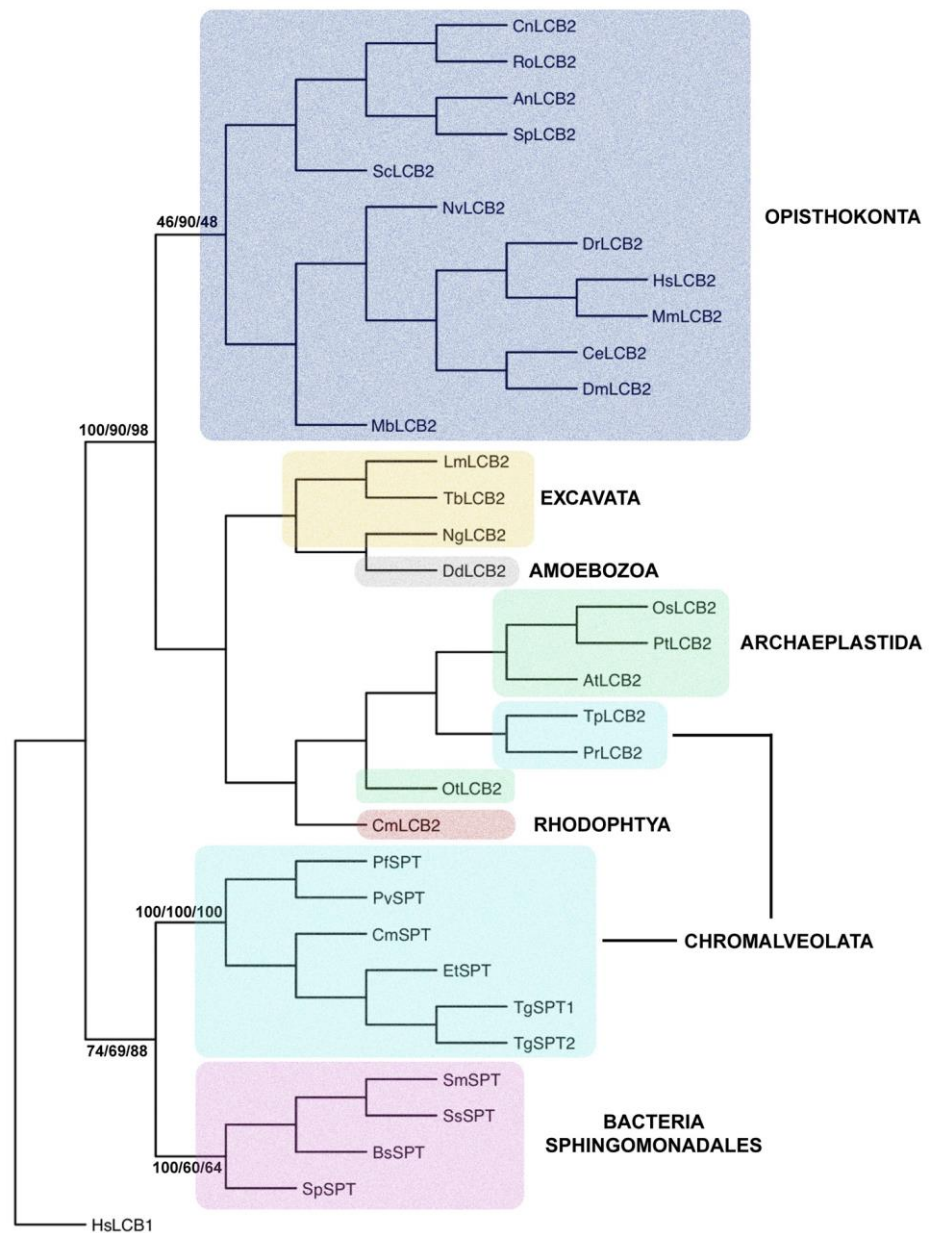 CnLCB2
RoLCB2
AnLCB2
SpLCB2
ScLCB2
46/90/48
NvLCB2
OPISTHOKONTA
DrLCB2
HsLCB2
MmLCB2
CeLCB2
DmLCB2
MbLCB2
100/90/98
LmLCB2
TbLCB2
EXCAVATA
NgLCB2
DdLCB2
AMOEBOZOA
OsLCB2
PtLCB2
ARCHAEPLASTIDA
AtLCB2
TpLCB2
PrLCB2
OtLCB2
CmLCB2
RHODOPHTYA
PfSPT
PvSPT
100/100/100
CmSPT
CHROMALVEOLATA
EtSPT
TgSPT1
TgSPT2
74/69/88
SmSPT
SsSPT
BACTERIA
SPHINGOMONADALES
BsSPT
100/60/64
SpSPT
HsLCB1